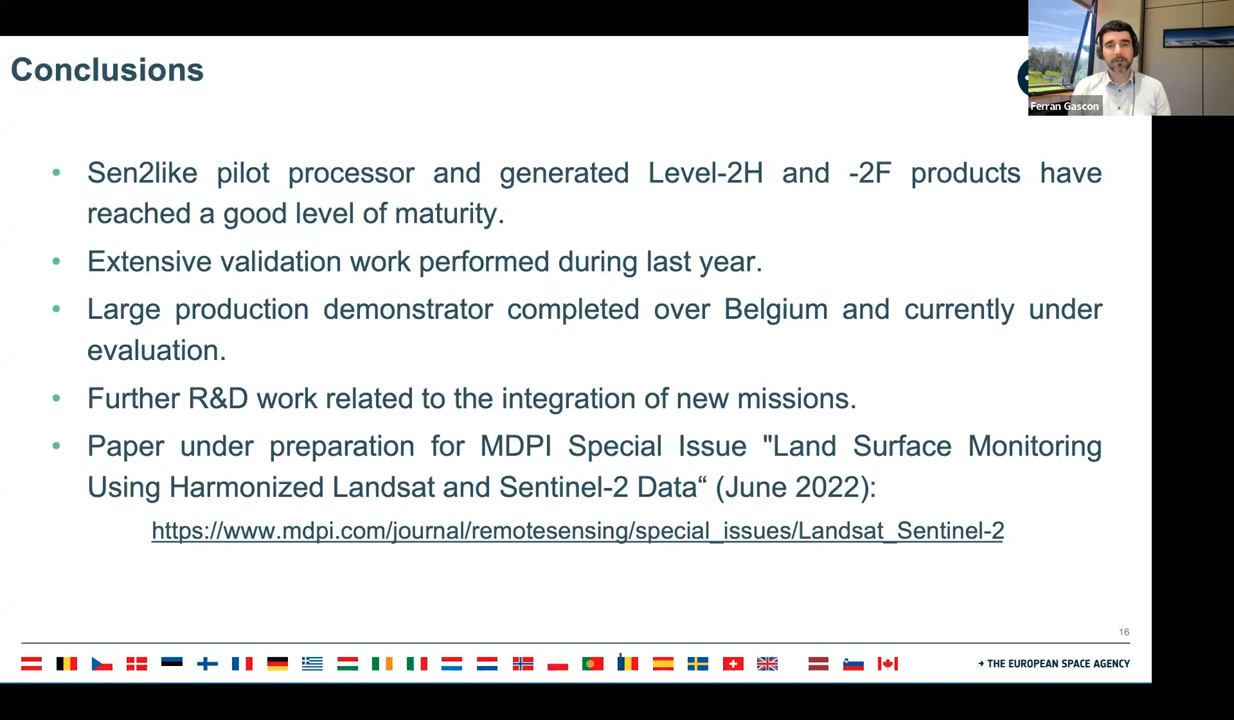 Conclusions
Ferran Gascon
• Sen2like pilot processor and generated Level-2H and -2F products have
reached a good level of maturity.
• Extensive validation work performed during last year.
• Large production demonstrator completed over Belgium and currently under
evaluation.
• Further R&D work related to the integration of new missions.
• Paper under preparation for MDPI Special Issue "Land Surface Monitoring
Using Harmonized Landsat and Sentinel-2 Data“ (June 2022):
https://www.mdpi.com/journal/remotesensing/special_issues/Landsat_Sentinel-2
16
→ THE EUROPEAN SPACE AGENCY